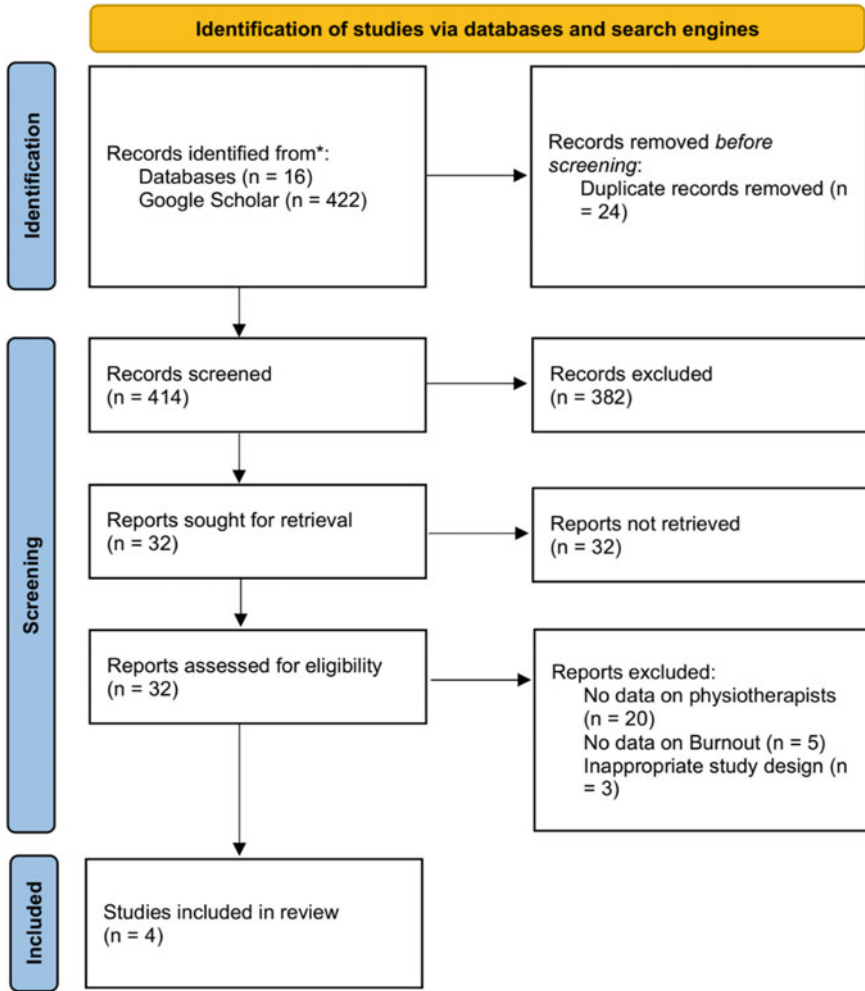 Identification of studies via databases and search engines
Identification
Records identified from*:
Databases (n = 16)
Google Scholar (n = 422)
Records removed before
screening:
Duplicate records removed (n
= 24)
Screening
Records screened
(n = 414)
Records excluded
(n = 382)
Reports sought for retrieval
(n = 32)
Reports not retrieved
(n = 32)
Reports assessed for eligibility
(n = 32)
Reports excluded:
No data on physiotherapists
(n = 20)
No data on Burnout (n = 5)
Inappropriate study design (n
= 3)
Included
Studies included in review
(n = 4)